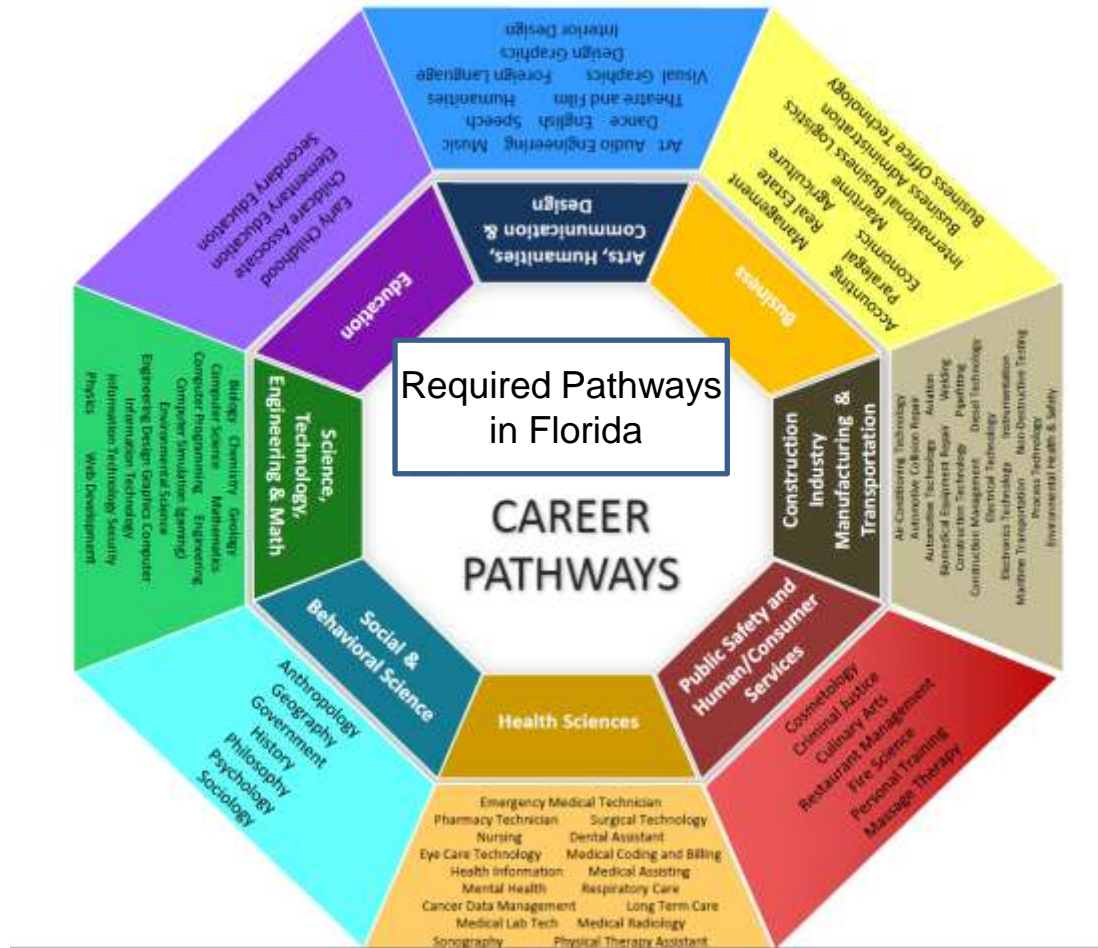 Required Pathways
in Florida
CAREER
PATHWAYS
Arts, Humanities,
Communication &
Design
Art Audio Engineering Music
Dance English Speech
Theatre and Film Humanities
Visual Graphics Foreign Language
Design Graphics
Interior Design
Business
Accounting
Paralegal
Economics
Management
Real Estate
Agriculture
Maritime
International Business Logistics
Business Administration
Business Office Technology
Construction
Industry
Manufacturing &
Transportation
Air Conditioning Technology
Automotive Collision Repair
Automotive Technology Aviation
Biomedical Equipment Repair Welding
Construction Technology Pipefitting
Construction Management Diesel Technology
Electrical Technology
Electronics Technology Instrumentation
Maritime Transportation Non-Destructive Testing
Process Technology
Environmental Health & Safety
Public Safety and
Human/Consumer
Services
Cosmetology
Criminal Justice
Culinary Arts
Restaurant Management
Fire Science
Personal Training
Massage Therapy
Health Sciences
Emergency Medical Technician
Pharmacy Technician Surgical Technology
Nursing Dental Assistant
Eye Care Technology Medical Coding and Billing
Health Information Medical Assisting
Mental Health Respiratory Care
Cancer Data Management Long Term Care
Medical Lab Tech Medical Radiology
Sonography Physical Therapy Assistant
Social &
Behavioral Science
Anthropology
Geography
Government
History
Philosophy
Psychology
Sociology
Science,
Technology,
Engineering & Math
Biology Chemistry Geology
Computer Science Mathematics
Computer Programming Engineering
Computer Simulation (gaming)
Environmental Science
Engineering Design Graphics Computer
Information Technology
Information Technology Security
Physics Web Development
Education
Early Childhood
Childcare Associate
Elementary Education
Secondary Education